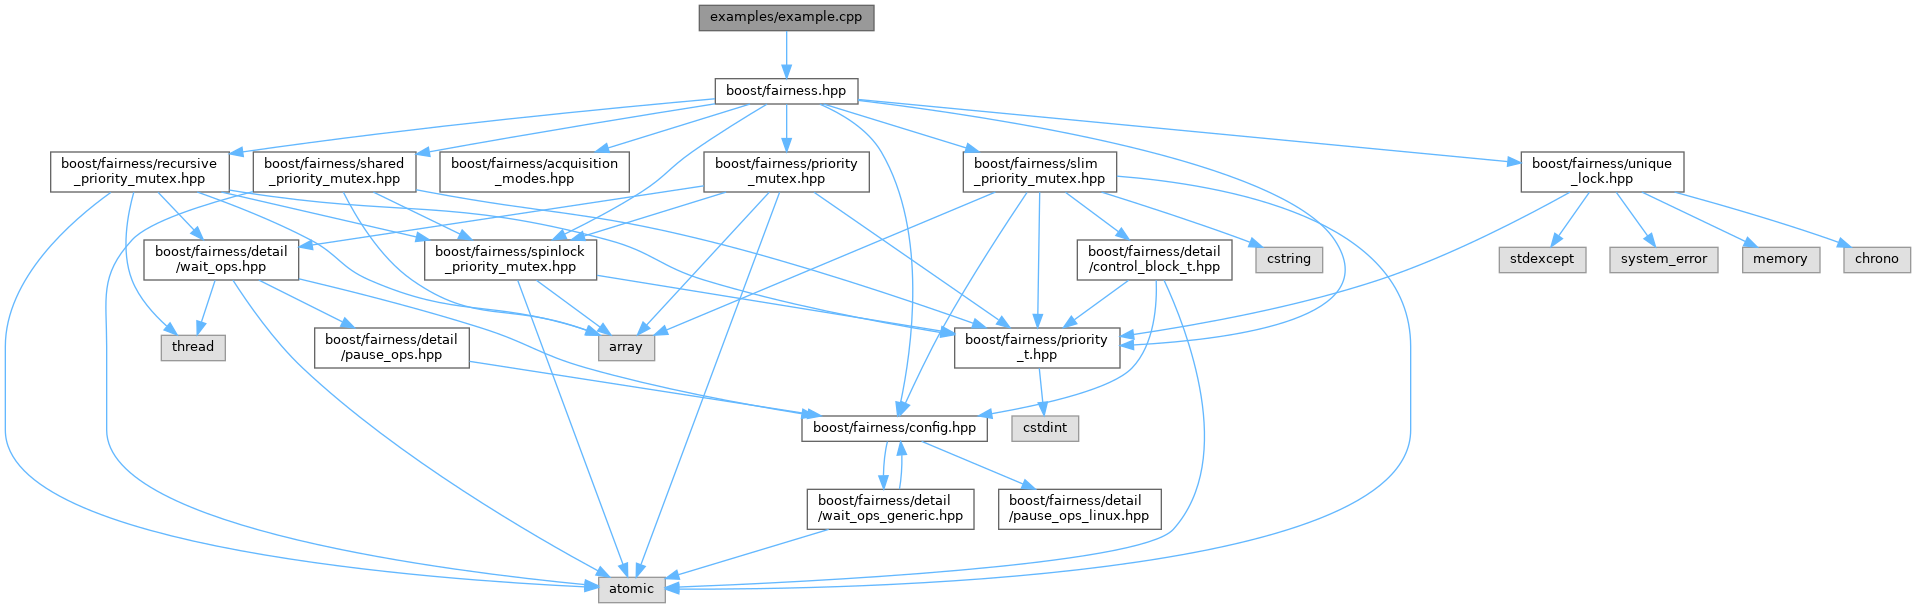 examples/example.cpp
boost/fairness.hpp
boost/fairness/recursive
_priority_mutex.hpp
boost/fairness/shared
_priority_mutex.hpp
boost/fairness/acquisition
_modes.hpp
boost/fairness/priority
_mutex.hpp
boost/fairness/slim
_priority_mutex.hpp
boost/fairness/unique
_lock.hpp
boost/fairness/detail
/wait_ops.hpp
boost/fairness/spinlock
_priority_mutex.hpp
boost/fairness/detail
/control_block_t.hpp
cstring
stdexcept
system_error
memory
chrono
thread
boost/fairness/detail
/pause_ops.hpp
array
boost/fairness/priority
_t.hpp
boost/fairness/config.hpp
cstdint
boost/fairness/detail
/wait_ops_generic.hpp
boost/fairness/detail
/pause_ops_linux.hpp
atomic